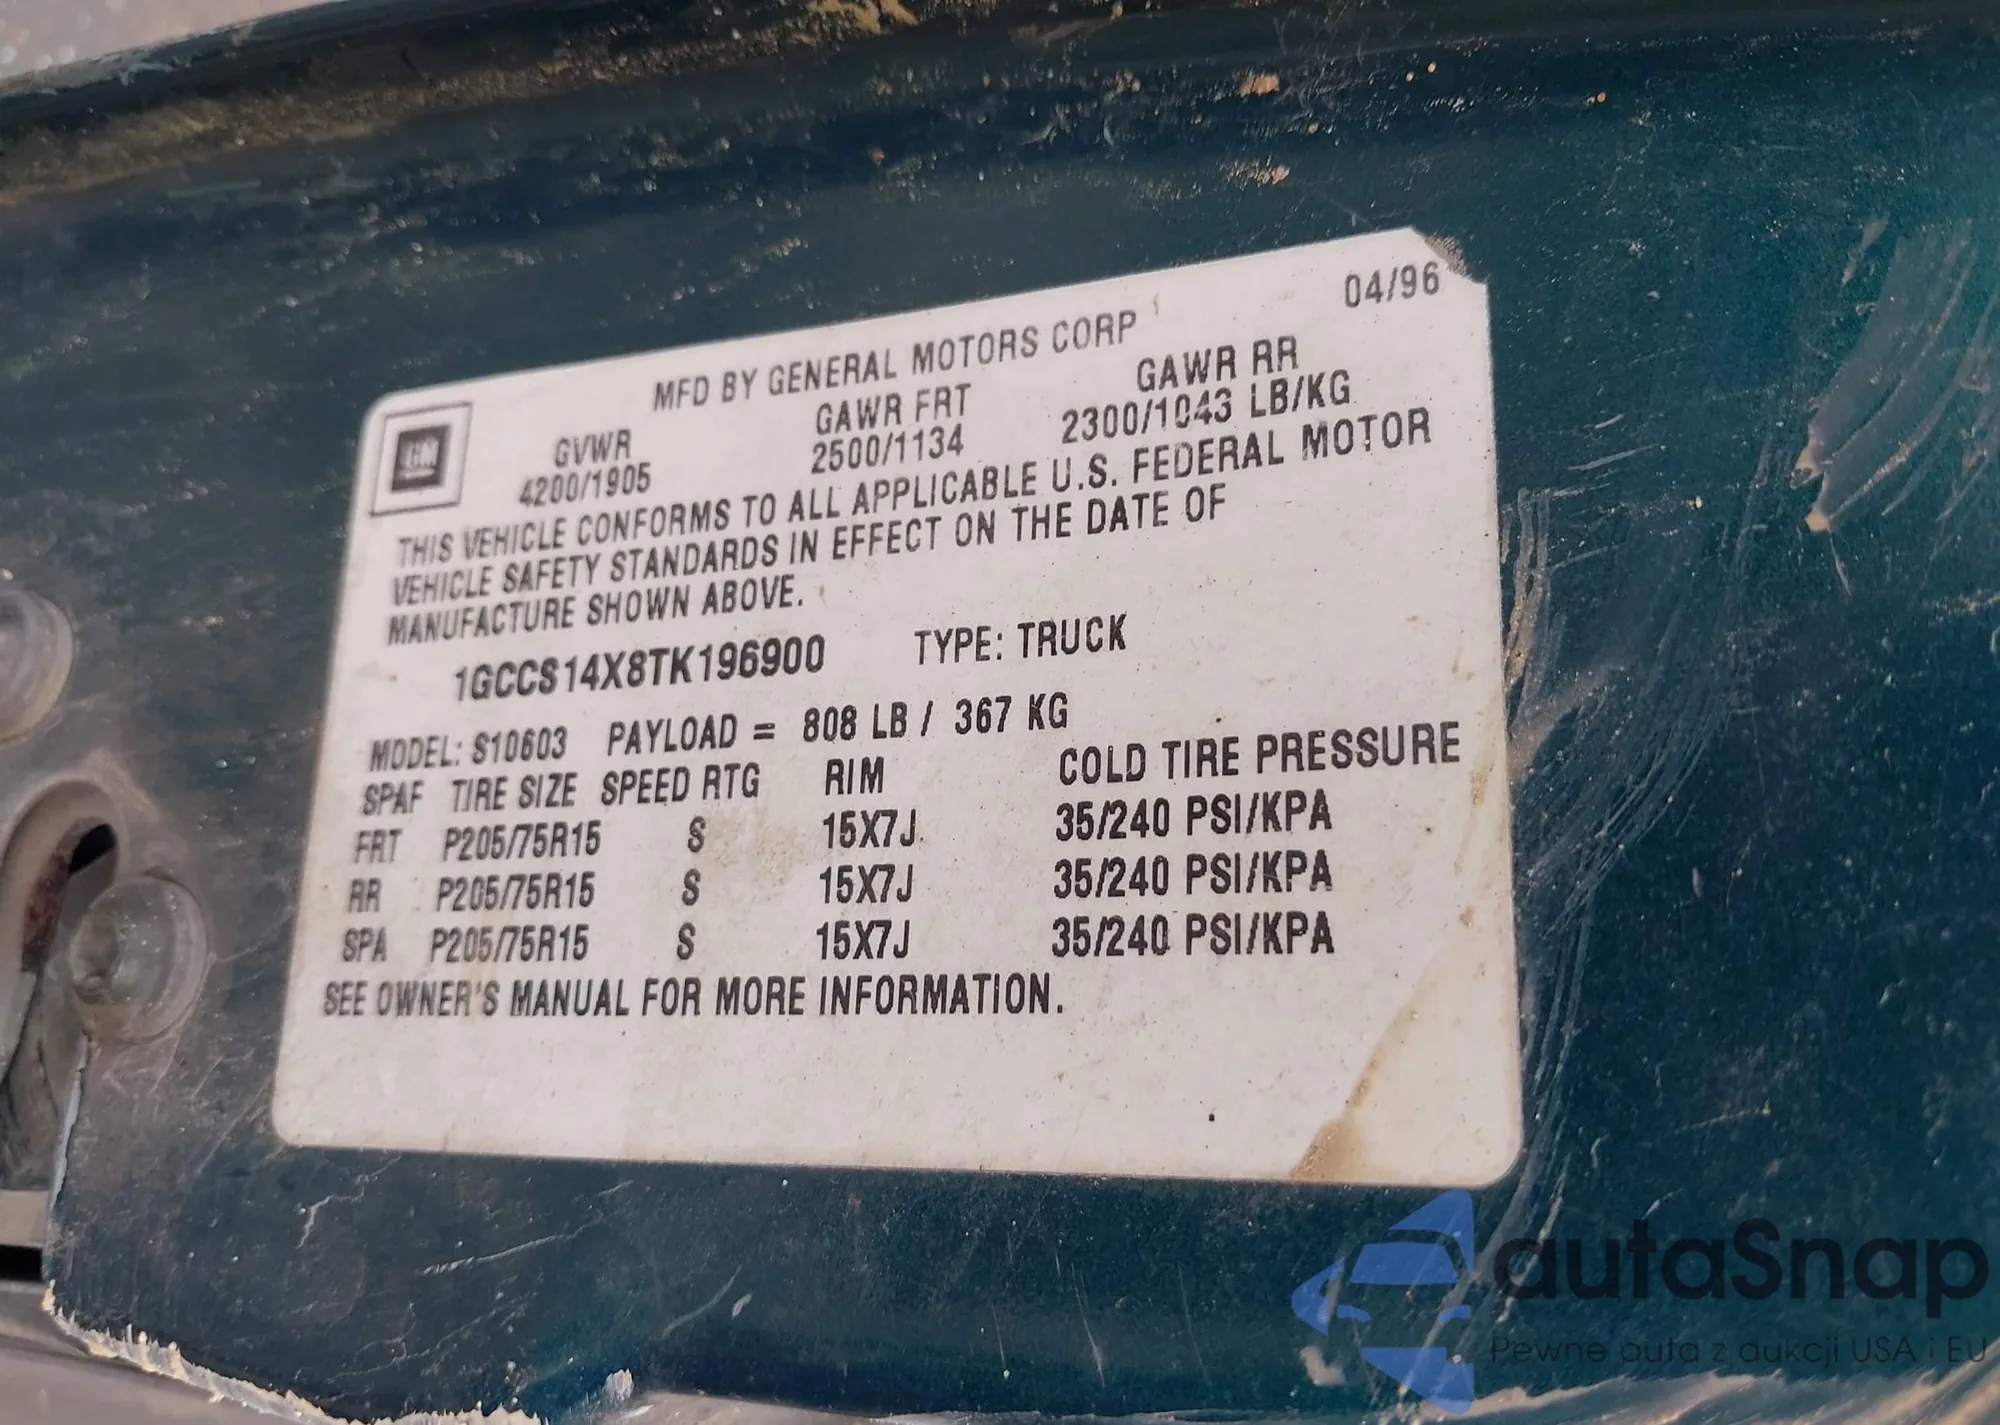 04/96
MFD BY GENERAL MOTORS CORP
GM
GVWR GAWR FRT GAWR RR
4200/1905 2500/1134 2300/1043 LB/KG
THIS VEHICLE CONFORMS TO ALL APPLICABLE U.S. FEDERAL MOTOR
VEHICLE SAFETY STANDARDS IN EFFECT ON THE DATE OF
MANUFACTURE SHOWN ABOVE.
1GCCS14X8TK196900 TYPE: TRUCK
MODEL: S10603 PAYLOAD = 808 LB / 367 KG
SPAF TIRE SIZE SPEED RTG RIM COLD TIRE PRESSURE
FRT P205/75R15 S 15X7J 35/240 PSI/KPA
RR P205/75R15 S 15X7J 35/240 PSI/KPA
SPA P205/75R15 S 15X7J 35/240 PSI/KPA
SEE OWNER'S MANUAL FOR MORE INFORMATION.
autaSnap
Pewne auta z aukcji USA i EU